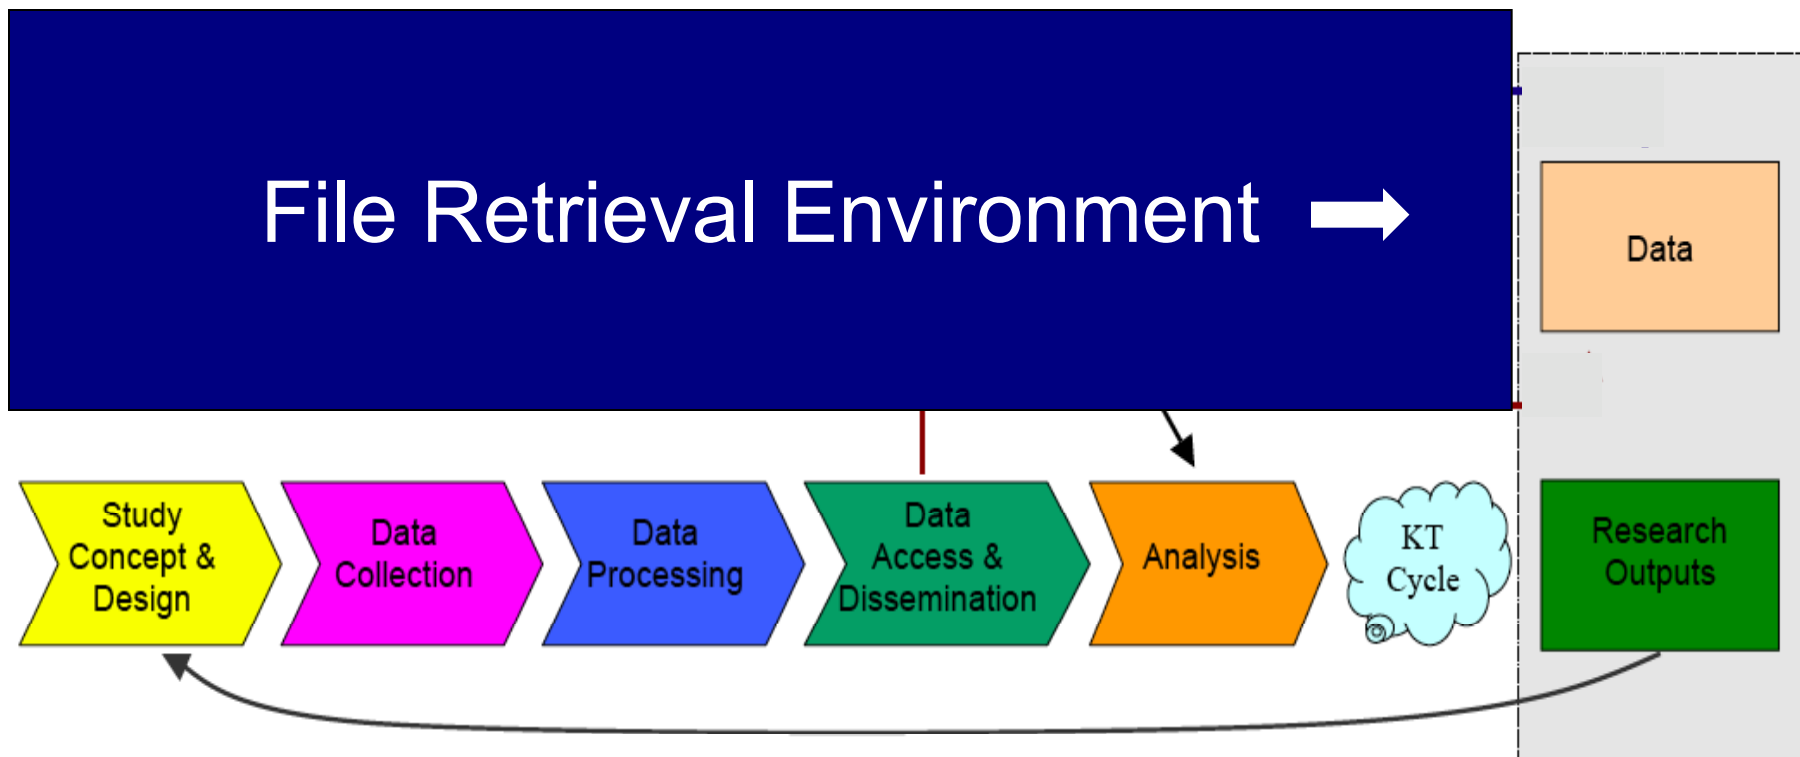 File Retrieval Environment
Data
Study
Concept &
Design
Data
Collection
Data
Processing
Data
Access &
Dissemination
Analysis
KT
Cycle
Research
Outputs